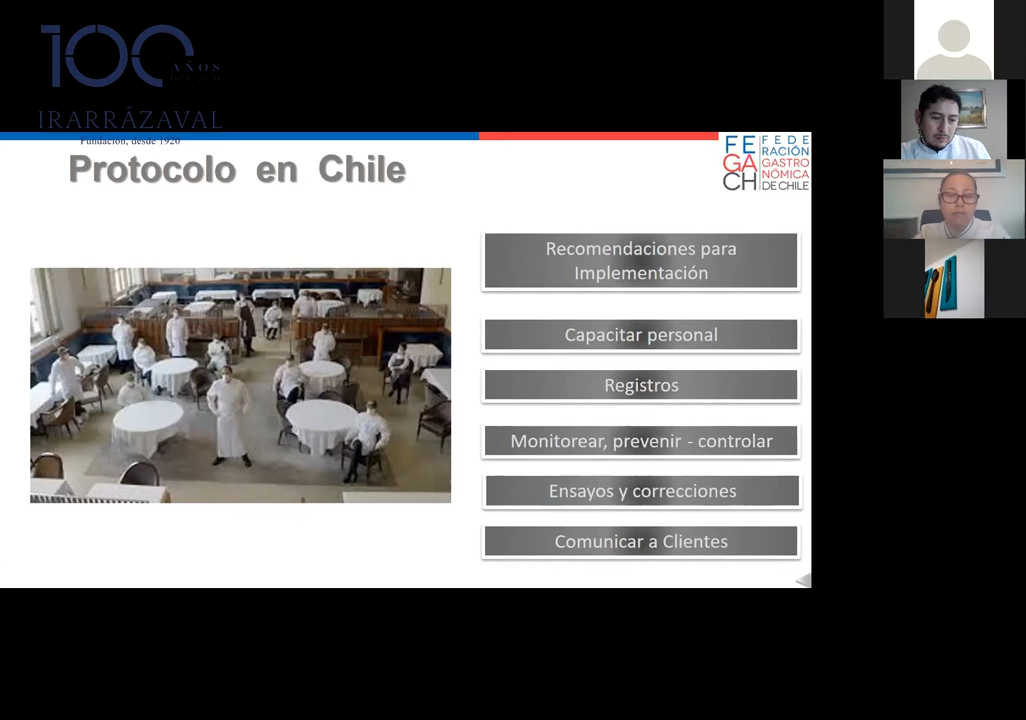 100
AÑOS
IRARRÁZAVAL
Fundación, desde 1920
Protocolo en Chile
FE
GA
CH
FEDE
RACIÓN
GASTRO
NÓMICA
DE CHILE
Recomendaciones para
Implementación
Capacitar personal
Registros
Monitorear, prevenir - controlar
Ensayos y correcciones
Comunicar a Clientes